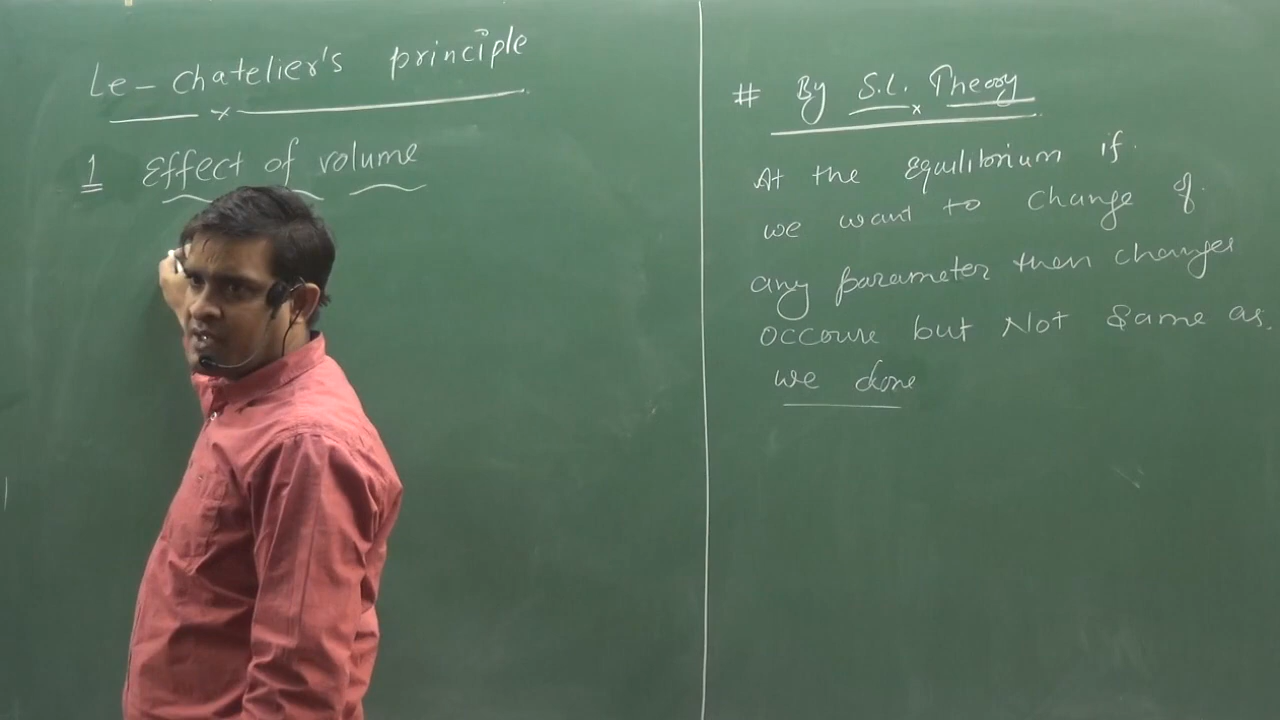 Le-chatelier's principle
1 Effect of volume
# By S.L. Theory
At the Equilibrium if.
we want to change of
any parameter then changes
occoure but Not Same as.
we done